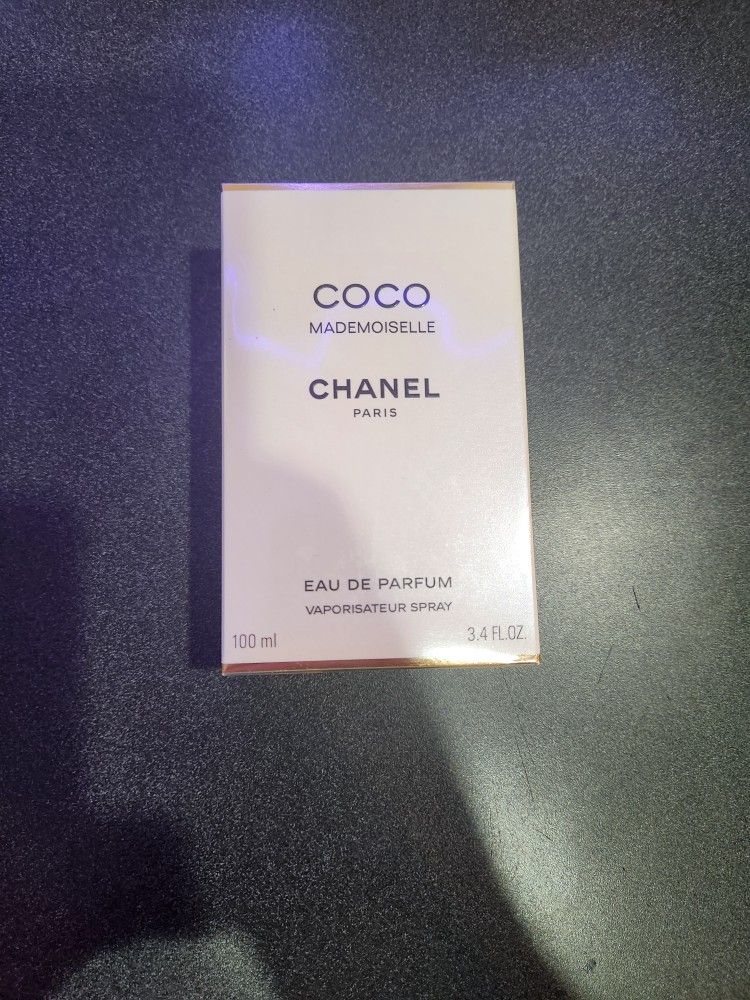 COCO
MADEMOISELLE
CHANEL
PARIS
EAU DE PARFUM
VAPORISATEUR SPRAY
100 ml 3.4 FL.OZ.